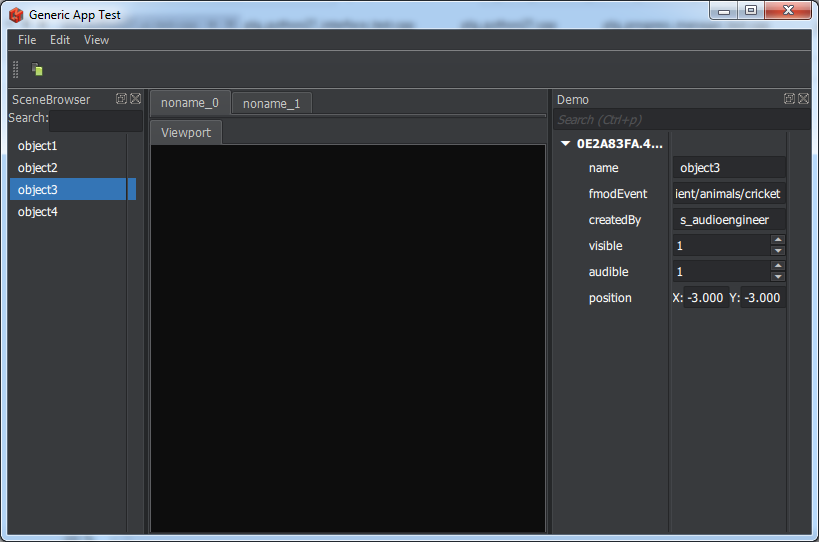 Generic App Test
File Edit View
SceneBrowser
Search:
object1
object2
object3
object4
noname_0 noname_1
Viewport
Demo
Search (Ctrl+p)
0E2A83FA.4...
name object3
fmodEvent ient/animals/cricket
createdBy s_audioengineer
visible 1
audible 1
position X: -3.000 Y: -3.000